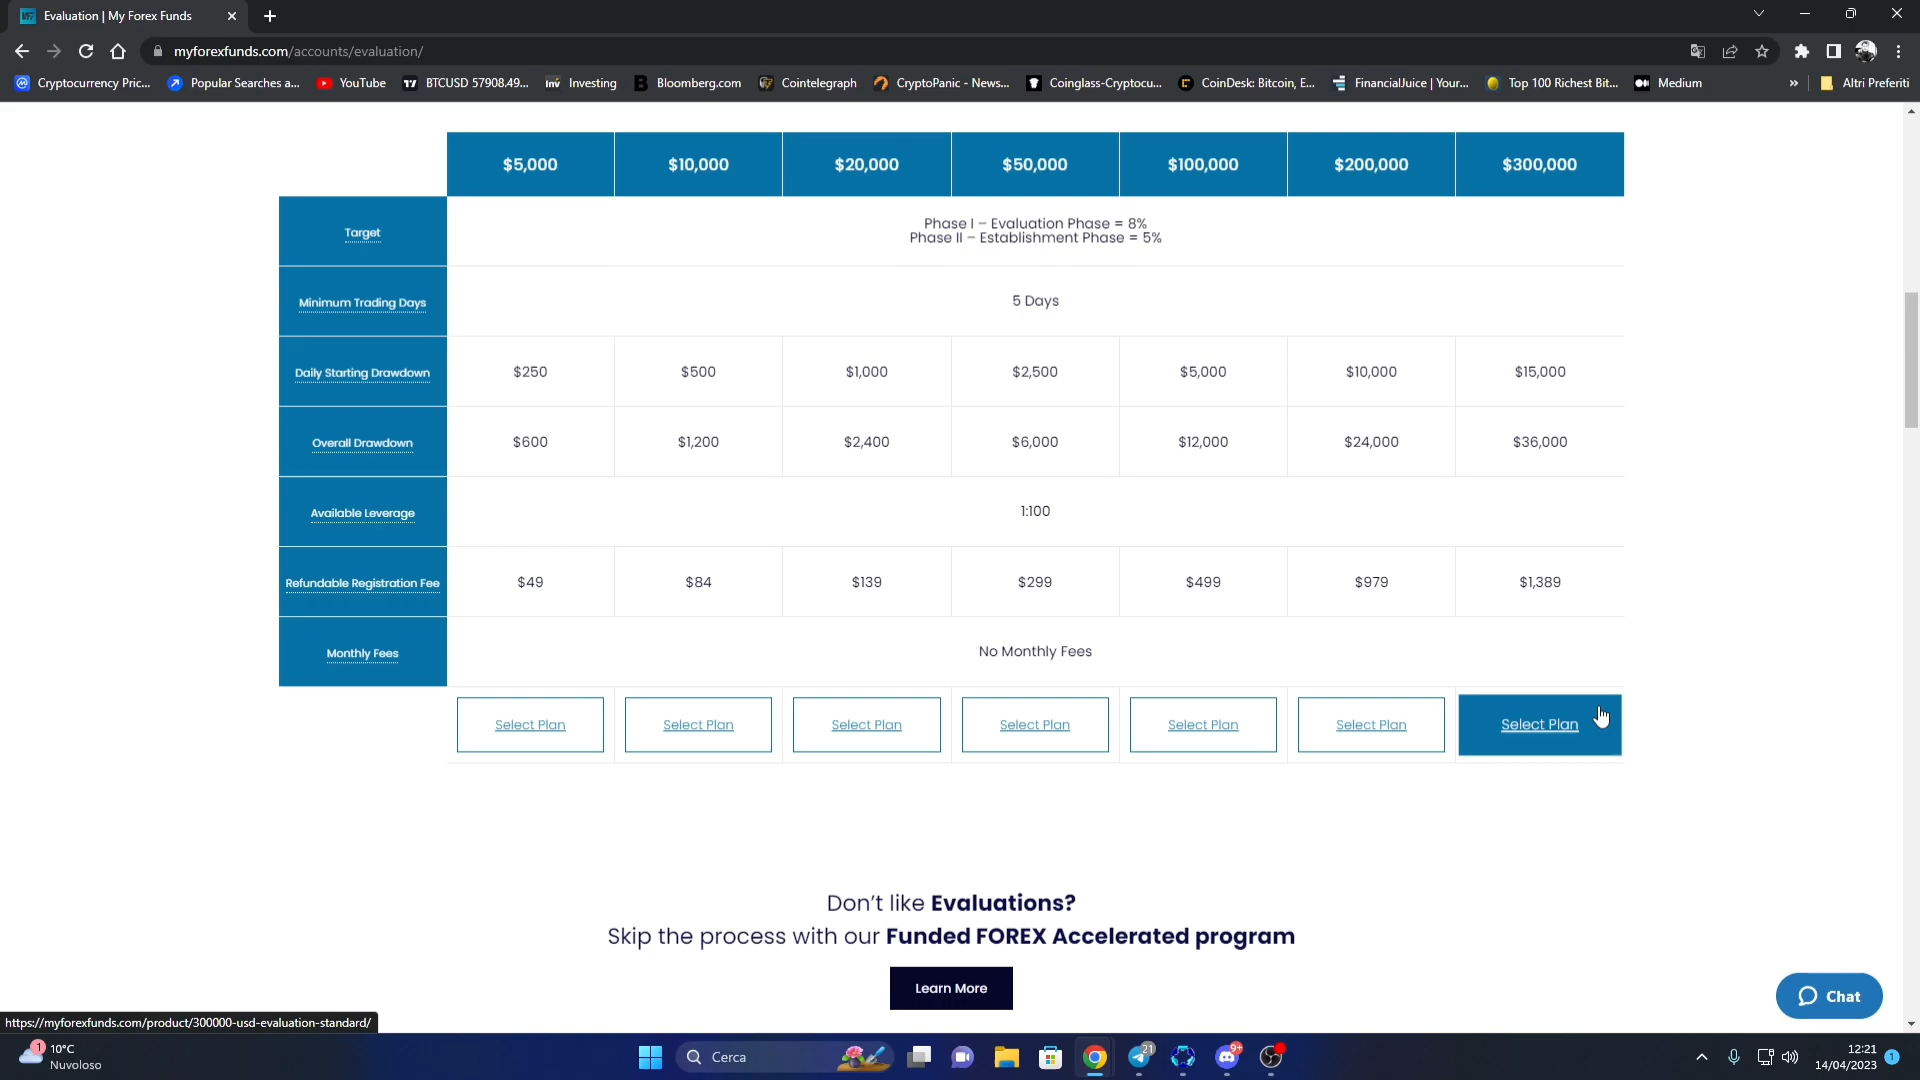 Evaluation | My Forex Funds
myforexfunds.com/accounts/evaluation/
Cryptocurrency Pric...
Popular Searches a...
YouTube
BTCUSD 57908.49...
Inv Investing
Bloomberg.com
Cointelegraph
CryptoPanic - News...
Coinglass-Cryptocu...
CoinDesk: Bitcoin, E...
FinancialJuice | Your...
Top 100 Richest Bit...
Medium
»
Altri Preferiti
$5,000 $10,000 $20,000 $50,000 $100,000 $200,000 $300,000
Target
Phase I – Evaluation Phase = 8%
Phase II – Establishment Phase = 5%
Minimum Trading Days 5 Days
Daily Starting Drawdown $250 $500 $1,000 $2,500 $5,000 $10,000 $15,000
Overall Drawdown $600 $1,200 $2,400 $6,000 $12,000 $24,000 $36,000
Available Leverage 1:100
Refundable Registration Fee $49 $84 $139 $299 $499 $979 $1,389
Monthly Fees No Monthly Fees
Select Plan Select Plan Select Plan Select Plan Select Plan Select Plan Select Plan
Don't like Evaluations?
Skip the process with our Funded FOREX Accelerated program
Learn More
Chat
https://myforexfunds.com/product/300000-usd-evaluation-standard/
1
10°C
Nuvoloso
Cerca
21
9+
12:21
14/04/2023
1